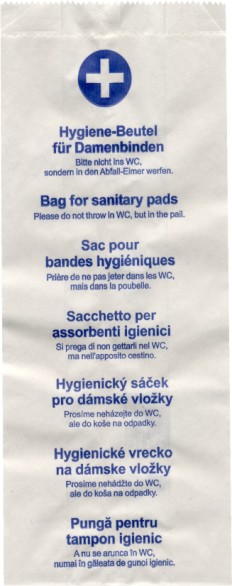 Hygiene-Beutel
für Damenbinden
Bitte nicht ins WC,
sondern in den Abfall-Eimer werfen.
Bag for sanitary pads
Please do not throw in WC, but in the pail.
Sac pour
bandes hygiéniques
Prière de ne pas jeter dans les WC,
mais dans la poubelle.
Sacchetto per
assorbenti igienici
Si prega di non gettarli nel WC,
ma nell'apposito cestino.
Hygienický sáček
pro dámské vložky
Prosíme neházejte do WC,
ale do koše na odpadky.
Hygienické vrecko
na dámske vložky
Prosíme nehádžte do WC,
ale do koša na odpadky.
Pungă pentru
tampon igienic
A nu se arunca în WC,
numai în găleata de gunoi igienic.